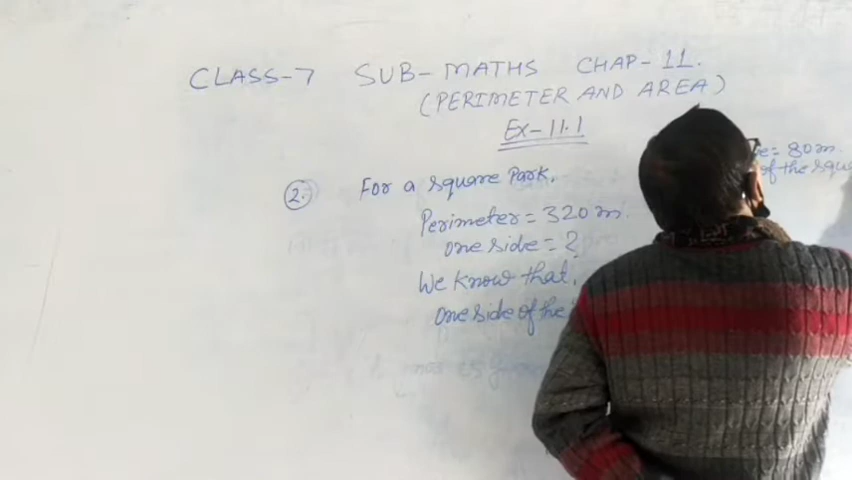 CLASS-7 SUB-MATHS CHAP-11.
(PERIMETER AND AREA)
Ex-11.1
2. For a square Park.
Perimeter = 320 m.
one side = ?
We know that,
one side of the
= 80 m.
of the squa